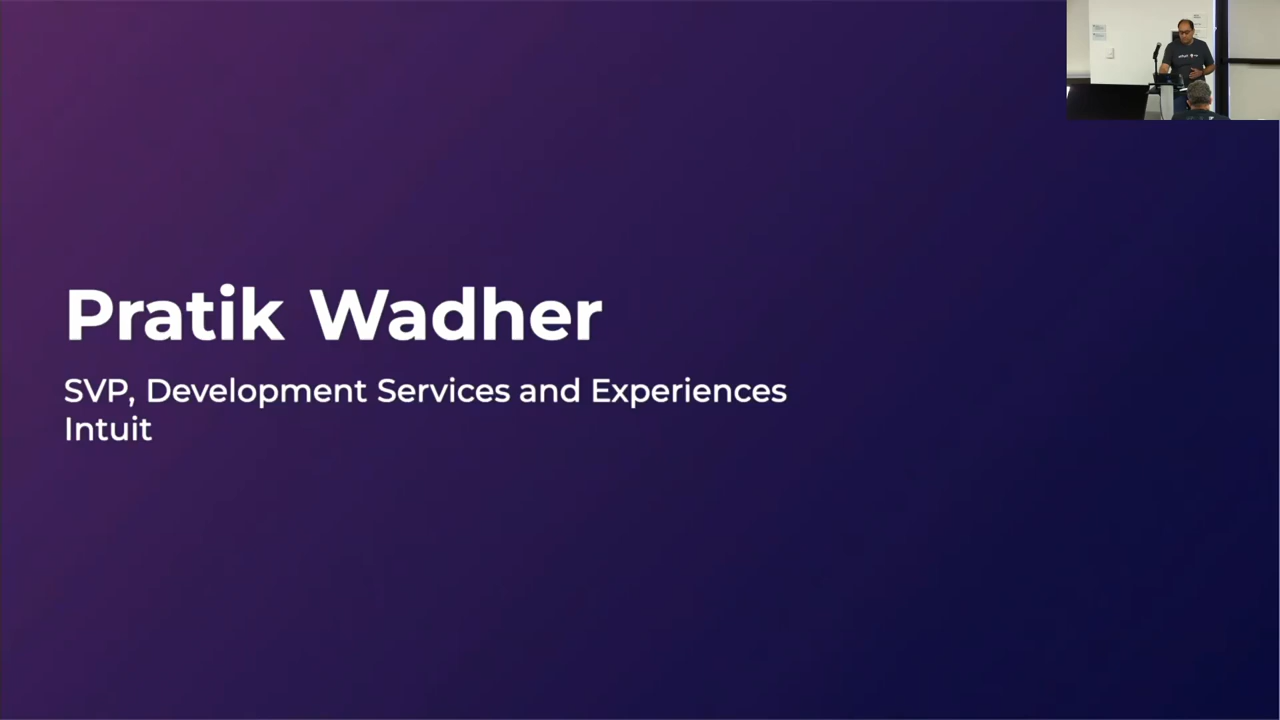 Pratik Wadher
SVP, Development Services and Experiences
Intuit